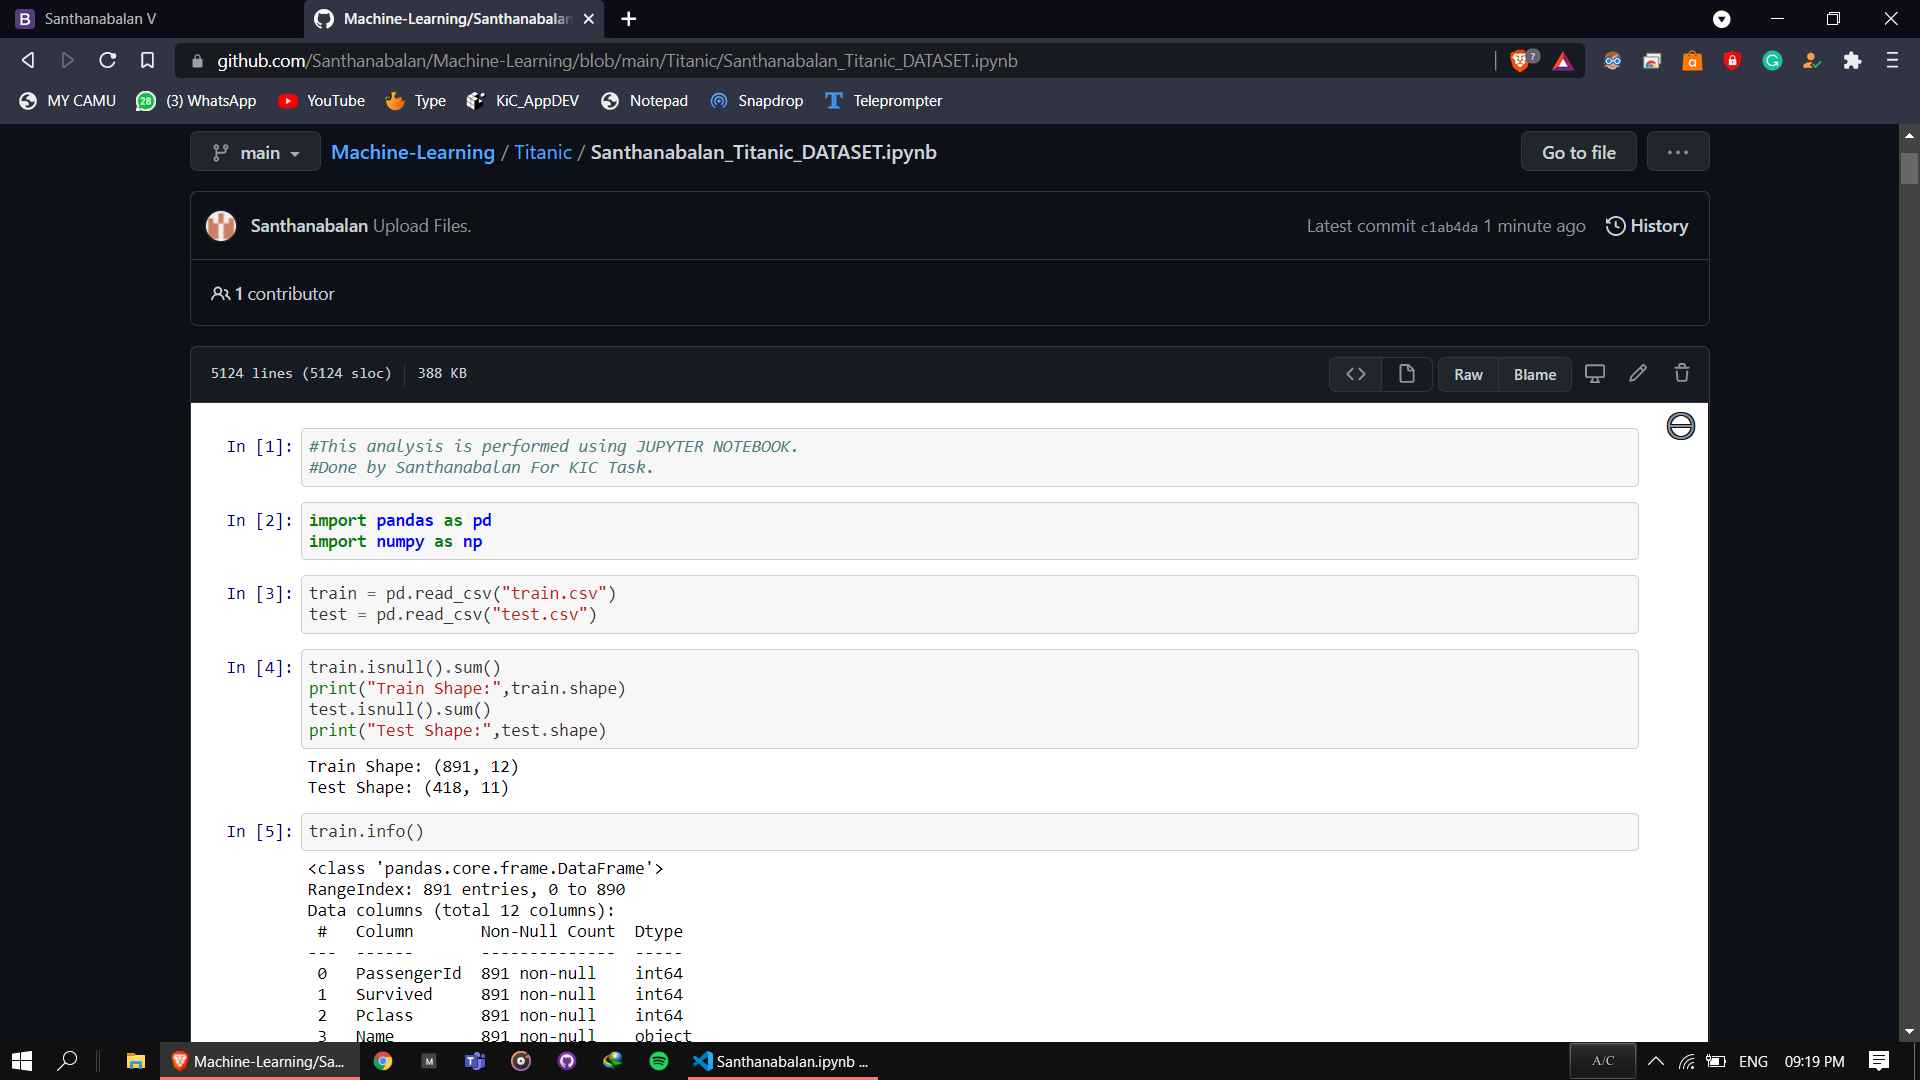 Santhanabalan V
Machine-Learning/Santhanabalan
github.com/Santhanabalan/Machine-Learning/blob/main/Titanic/Santhanabalan_Titanic_DATASET.ipynb
7
MY CAMU
28
(3) WhatsApp
YouTube
Type
KiC_AppDEV
Notepad
Snapdrop
Teleprompter
main
Machine-Learning / Titanic / Santhanabalan_Titanic_DATASET.ipynb
Go to file
Santhanabalan Upload Files.
Latest commit c1ab4da 1 minute ago
History
1 contributor
5124 lines (5124 sloc)
388 KB
Raw
Blame
In [1]:
#This analysis is performed using JUPYTER NOTEBOOK.
#Done by Santhanabalan For KIC Task.
In [2]:
import pandas as pd
import numpy as np
In [3]:
train = pd.read_csv("train.csv")
test = pd.read_csv("test.csv")
In [4]:
train.isnull().sum()
print("Train Shape:",train.shape)
test.isnull().sum()
print("Test Shape:",test.shape)
Train Shape: (891, 12)
Test Shape: (418, 11)
In [5]:
train.info()
<class 'pandas.core.frame.DataFrame'>
RangeIndex: 891 entries, 0 to 890
Data columns (total 12 columns):
#   Column       Non-Null Count  Dtype
---  ------       --------------  -----
0   PassengerId  891 non-null    int64
1   Survived     891 non-null    int64
2   Pclass       891 non-null    int64
3   Name         891 non-null    object
Machine-Learning/Sa...
Santhanabalan.ipynb ...
A/C
ENG
09:19 PM